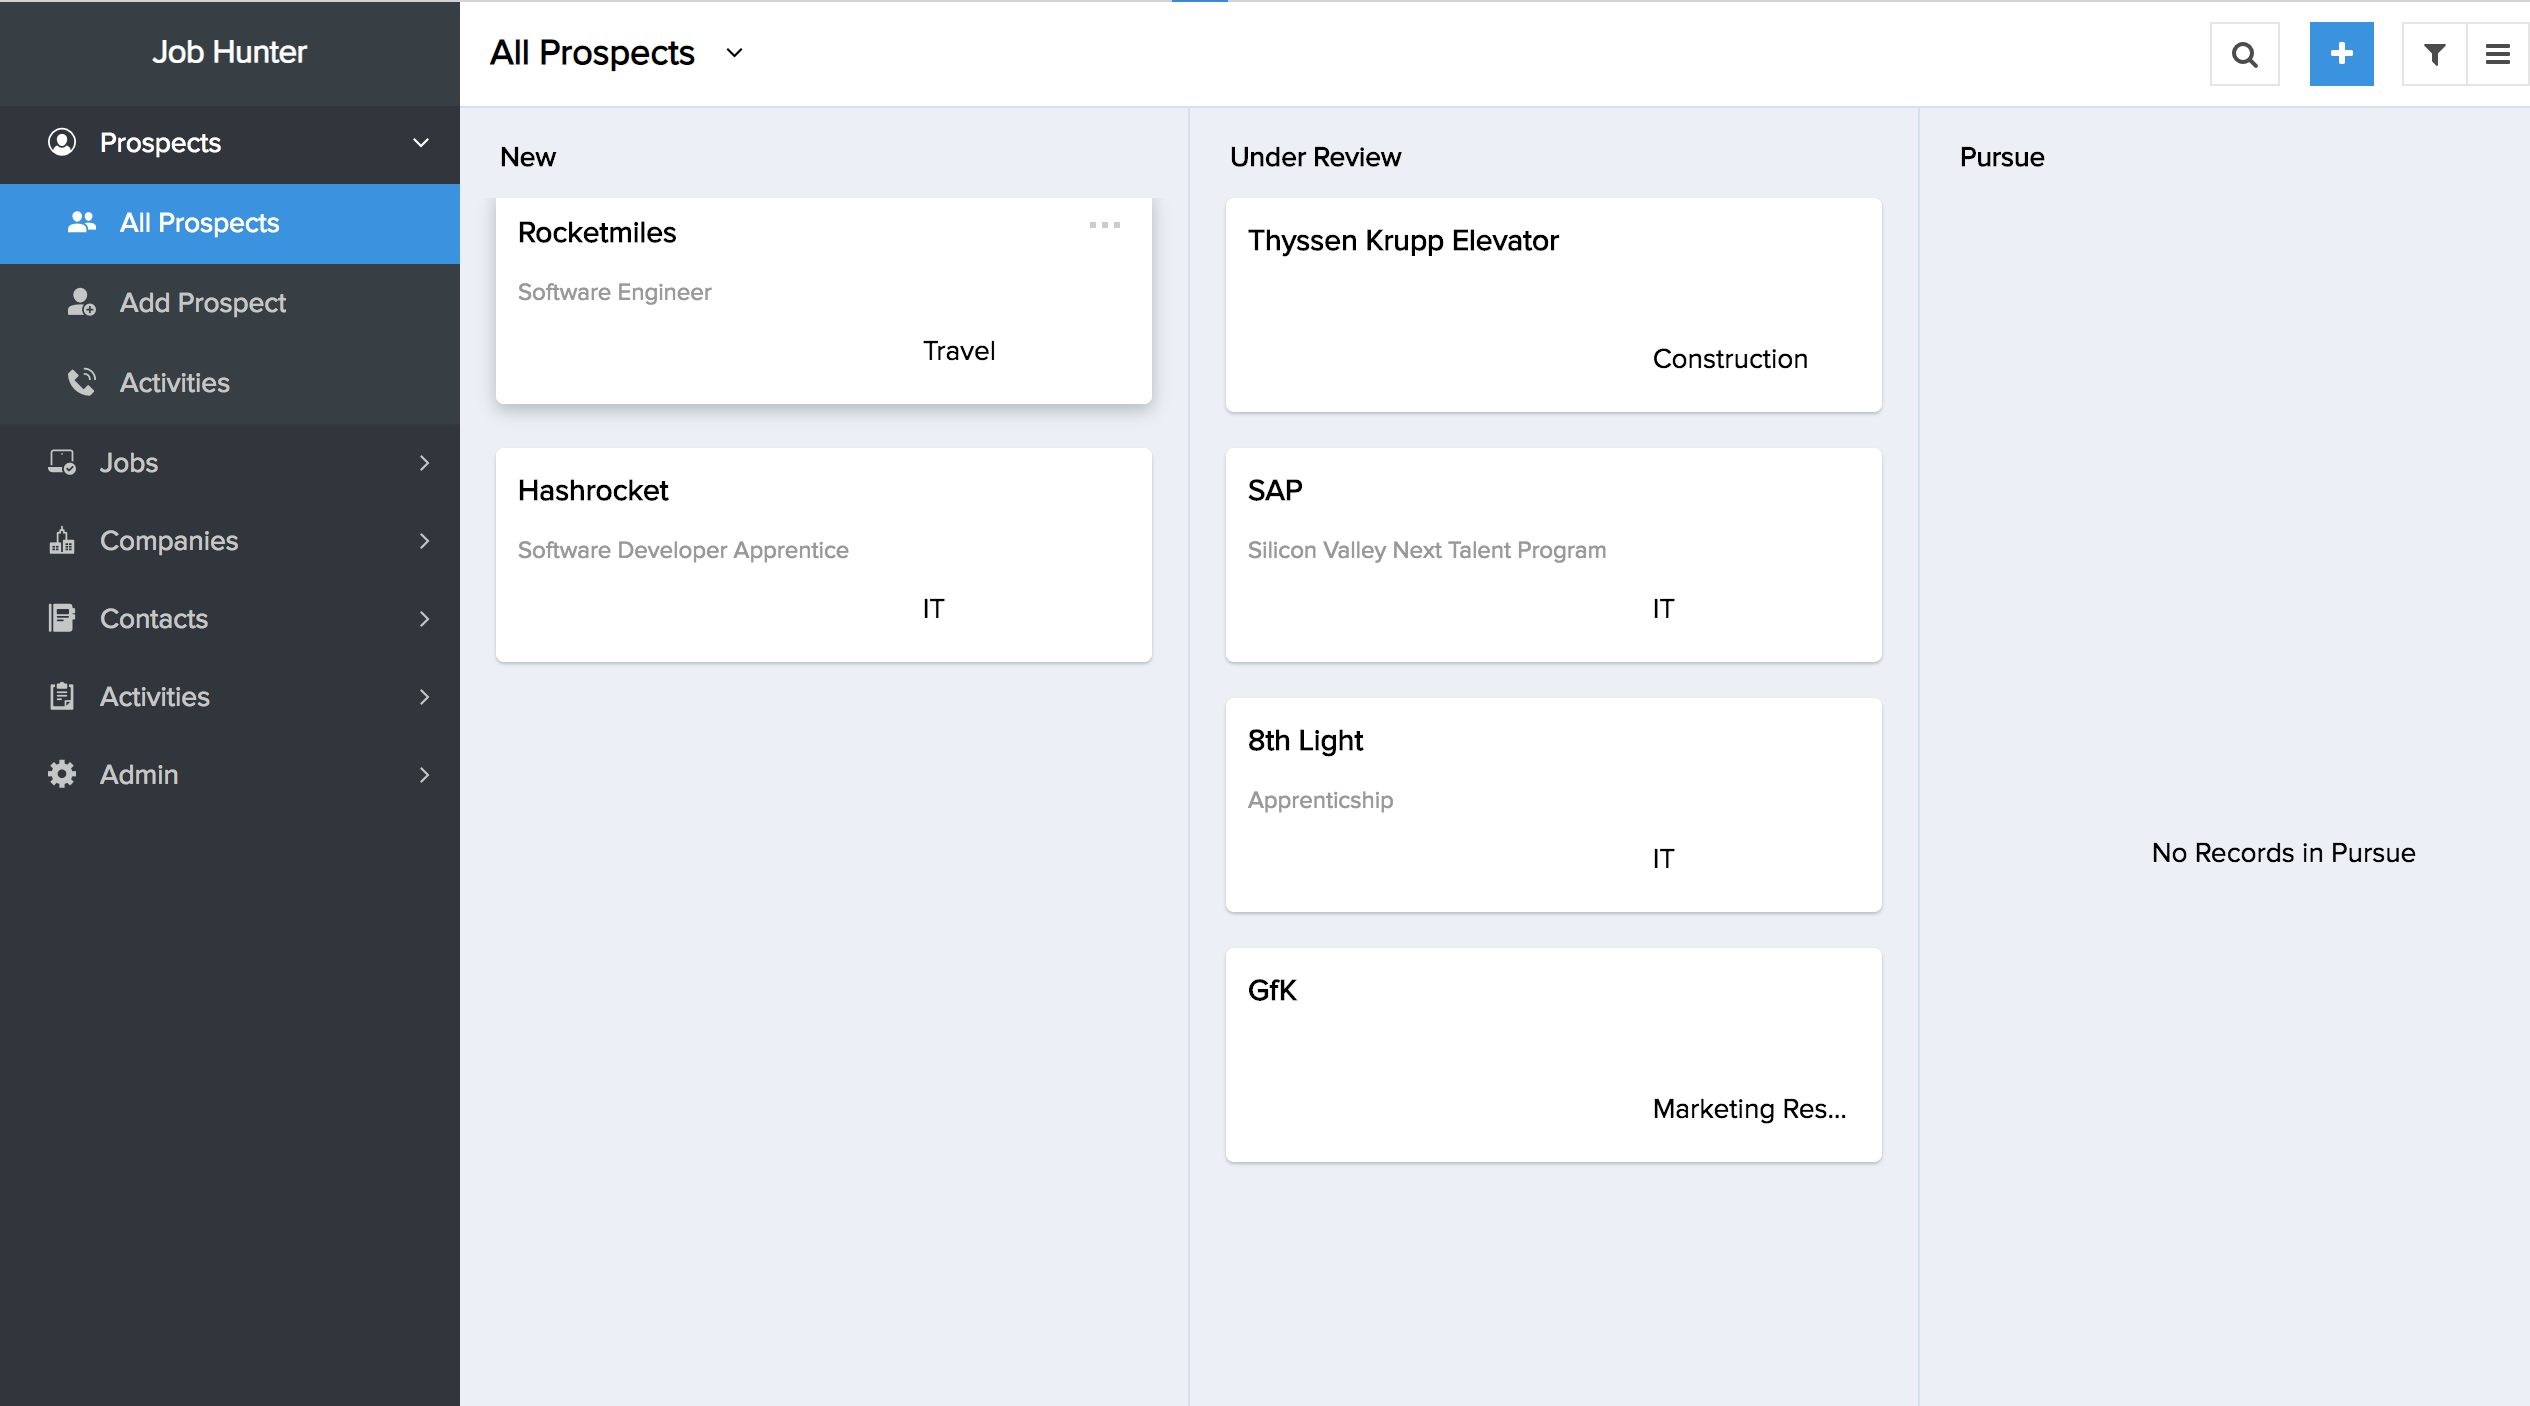 Job Hunter
Prospects
All Prospects
Add Prospect
Activities
Jobs
Companies
Contacts
Activities
Admin
All Prospects
New
Rocketmiles
Software Engineer
Travel
Hashrocket
Software Developer Apprentice
IT
Under Review
Thyssen Krupp Elevator
Construction
SAP
Silicon Valley Next Talent Program
IT
8th Light
Apprenticship
IT
GfK
Marketing Res...
Pursue
No Records in Pursue